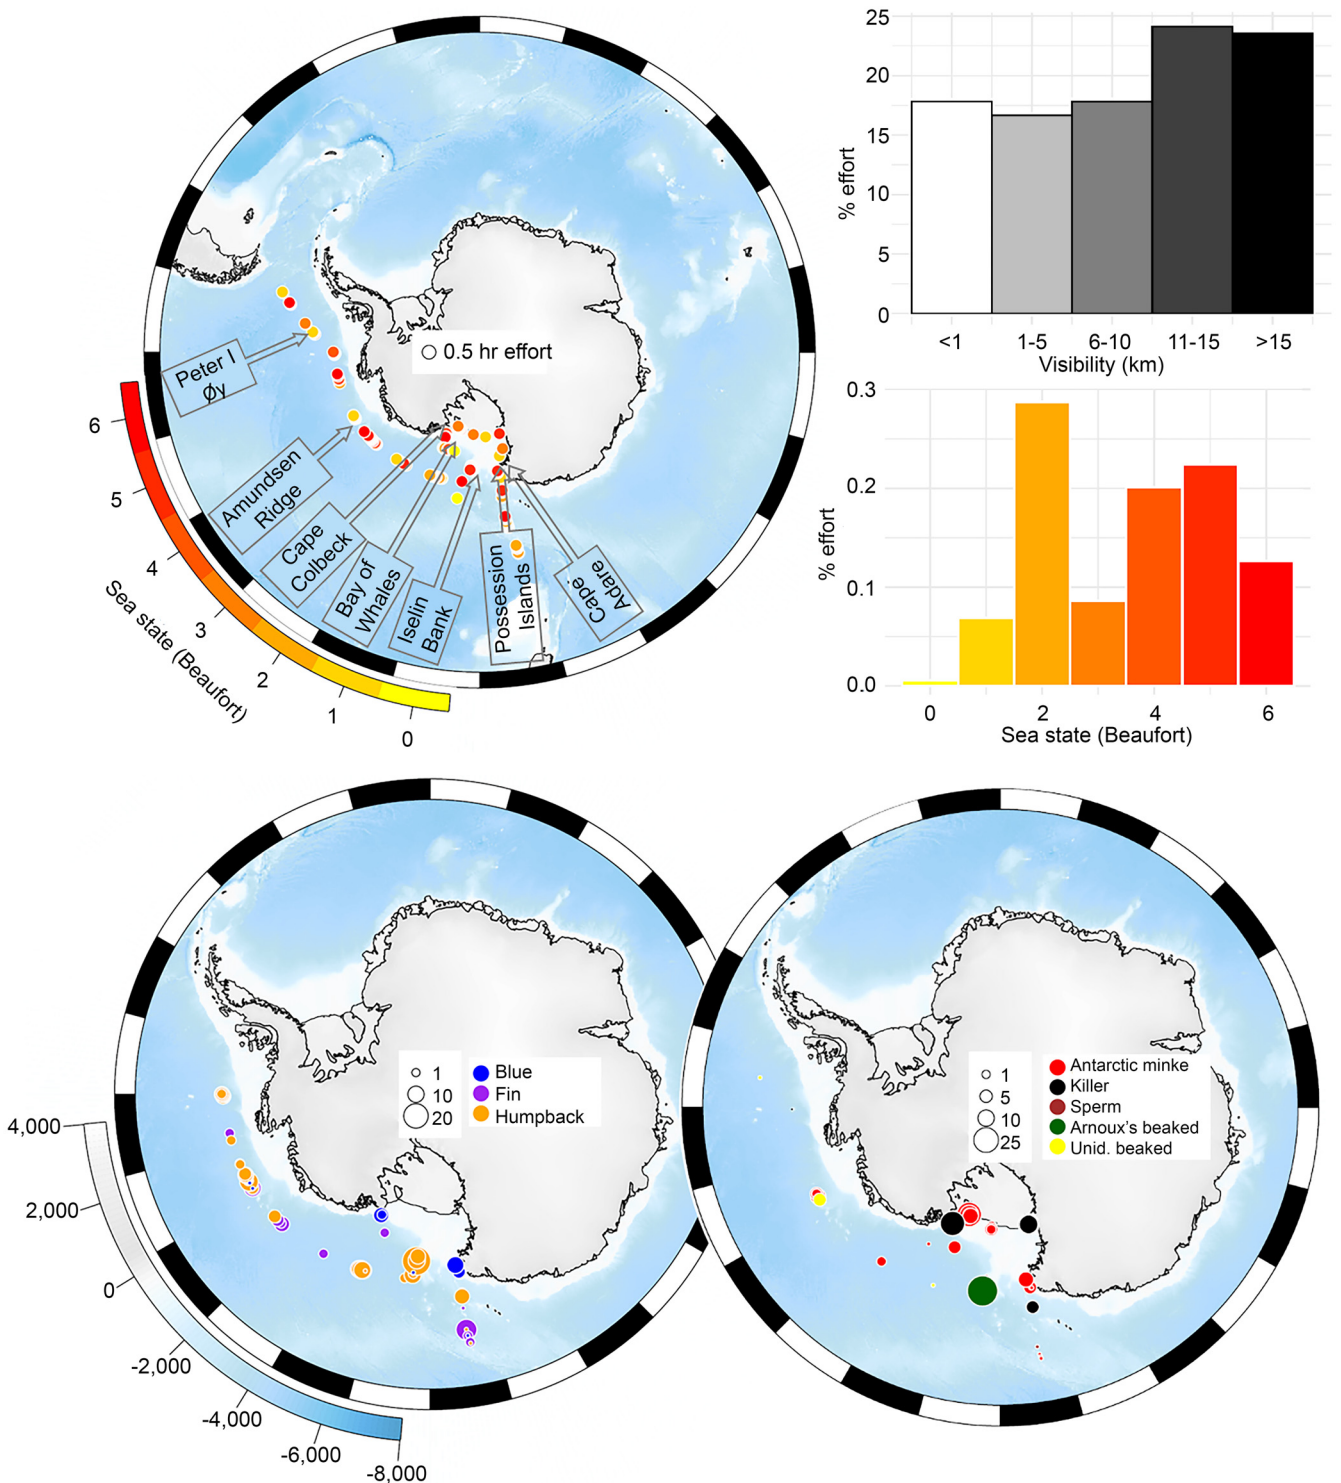 0.5 hr effort
Peter I
Øy
Amundsen
Ridge
Cape
Colbeck
Bay of
Whales
Iselin
Bank
Possession
Islands
Cape
Adare
6
5
4
3
2
1
0
Sea state (Beaufort)
25
20
15
10
5
0
% effort
<1
1-5
6-10
11-15
>15
Visibility (km)
0.3
0.2
0.1
0.0
% effort
0
2
4
6
Sea state (Beaufort)
1
10
20
Blue
Fin
Humpback
4,000
2,000
0
-2,000
-4,000
-6,000
-8,000
1
5
10
25
Antarctic minke
Killer
Sperm
Arnoux's beaked
Unid. beaked